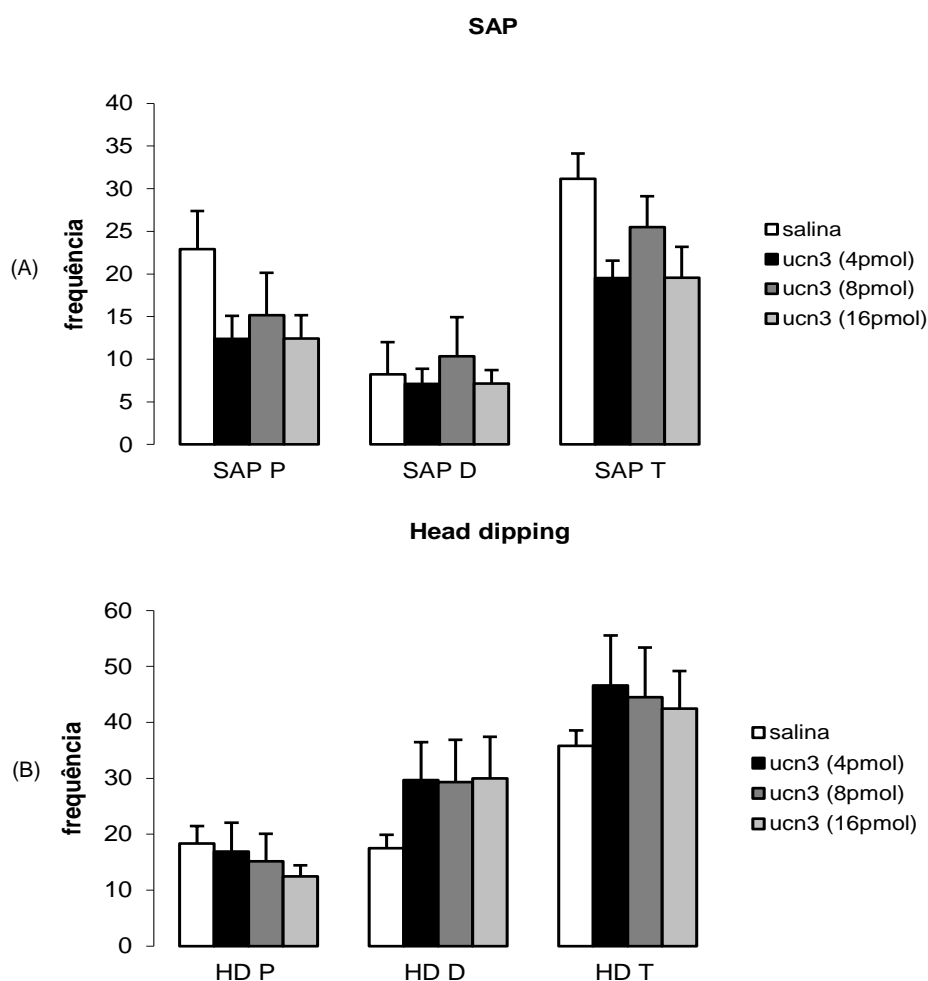 SAP
(A)
frequência
40
35
30
25
20
15
10
5
0
SAP P
SAP D
SAP T
salina
ucn3 (4pmol)
ucn3 (8pmol)
ucn3 (16pmol)
Head dipping
(B)
frequência
60
50
40
30
20
10
0
HD P
HD D
HD T
salina
ucn3 (4pmol)
ucn3 (8pmol)
ucn3 (16pmol)